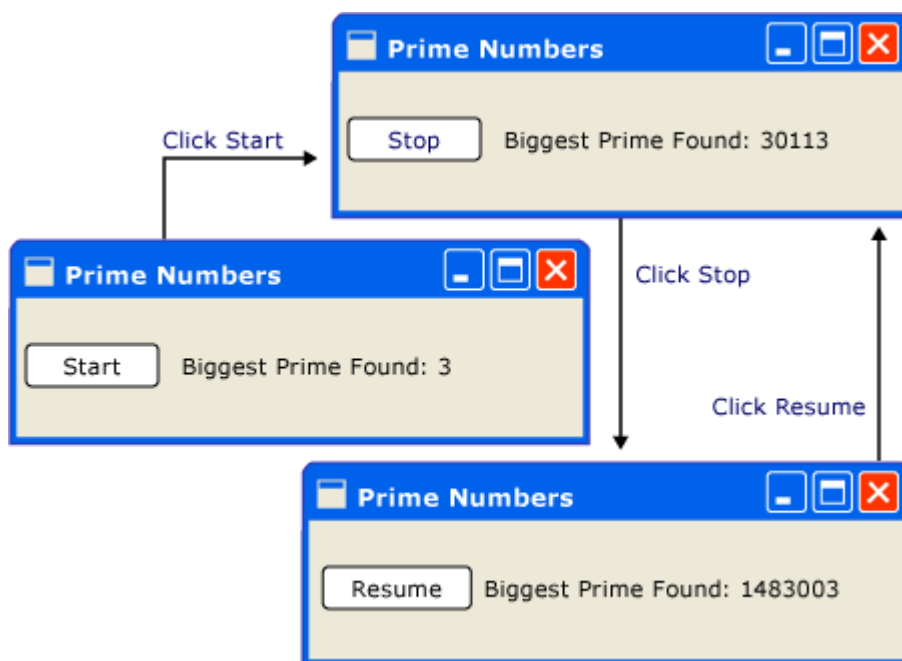 Prime Numbers
Click Start
Stop Biggest Prime Found: 30113
Prime Numbers
Click Stop
Start Biggest Prime Found: 3
Click Resume
Prime Numbers
Resume Biggest Prime Found: 1483003